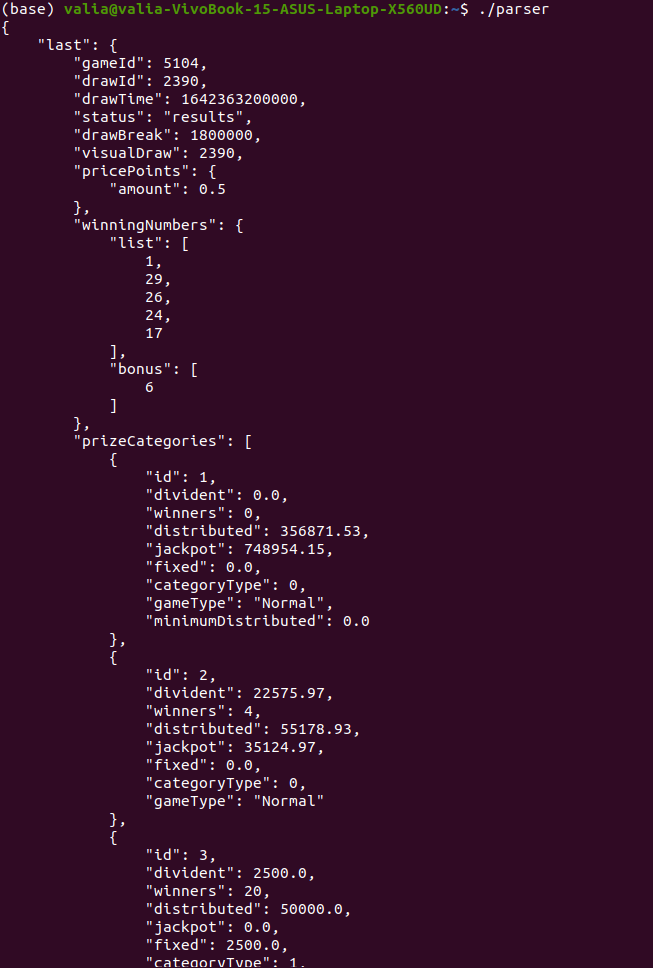 (base) valia@valia-VivoBook-15-ASUS-Laptop-X560UD:~$ ./parser
{
    "last": {
        "gameId": 5104,
        "drawId": 2390,
        "drawTime": 1642363200000,
        "status": "results",
        "drawBreak": 1800000,
        "visualDraw": 2390,
        "pricePoints": {
            "amount": 0.5
        },
        "winningNumbers": {
            "list": [
                1,
                29,
                26,
                24,
                17
            ],
            "bonus": [
                6
            ]
        },
        "prizeCategories": [
            {
                "id": 1,
                "divident": 0.0,
                "winners": 0,
                "distributed": 356871.53,
                "jackpot": 748954.15,
                "fixed": 0.0,
                "categoryType": 0,
                "gameType": "Normal",
                "minimumDistributed": 0.0
            },
            {
                "id": 2,
                "divident": 22575.97,
                "winners": 4,
                "distributed": 55178.93,
                "jackpot": 35124.97,
                "fixed": 0.0,
                "categoryType": 0,
                "gameType": "Normal"
            },
            {
                "id": 3,
                "divident": 2500.0,
                "winners": 20,
                "distributed": 50000.0,
                "jackpot": 0.0,
                "fixed": 2500.0,
                "categoryType": 1,